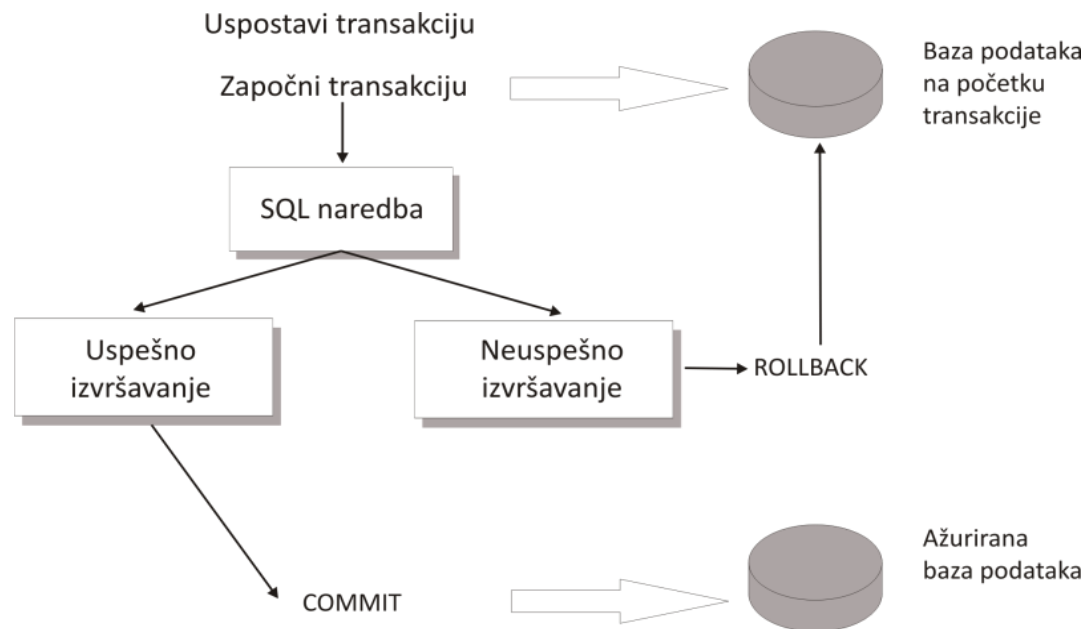 Uspostavi transakciju
Započni transakciju
Baza podataka
na početku
transakcije
SQL naredba
Uspešno
izvršavanje
Neuspešno
izvršavanje
ROLLBACK
COMMIT
Ažurirana
baza podataka